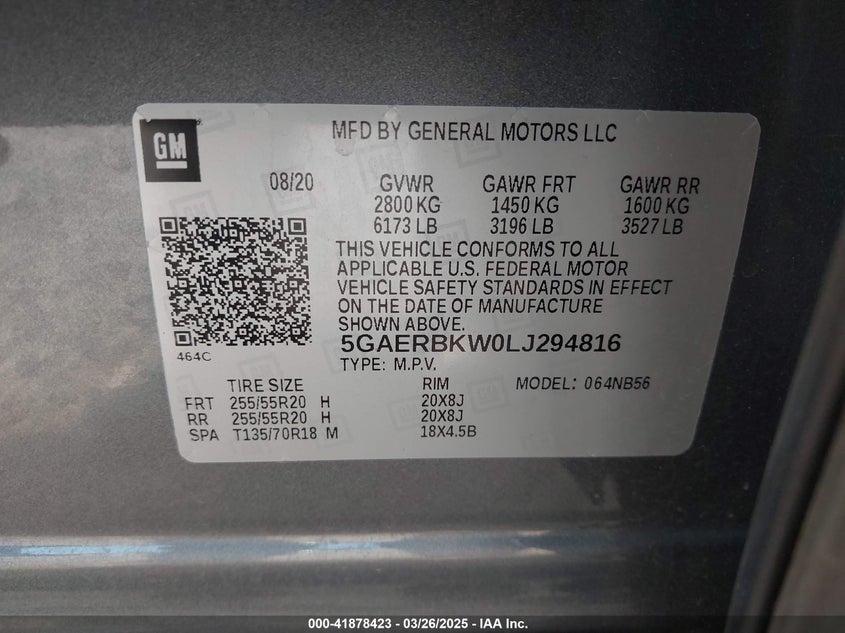 GM
MFD BY GENERAL MOTORS LLC
08/20 GVWR GAWR FRT GAWR RR
2800 KG 1450 KG 1600 KG
6173 LB 3196 LB 3527 LB
THIS VEHICLE CONFORMS TO ALL
APPLICABLE U.S. FEDERAL MOTOR
VEHICLE SAFETY STANDARDS IN EFFECT
ON THE DATE OF MANUFACTURE
SHOWN ABOVE.
464C
5GAERBKW0LJ294816
TYPE: M.P.V.
TIRE SIZE RIM MODEL: 064NB56
FRT 255/55R20 H 20X8J
RR 255/55R20 H 20X8J
SPA T135/70R18 M 18X4.5B
000-41878423 - 03/26/2025 - IAA Inc.